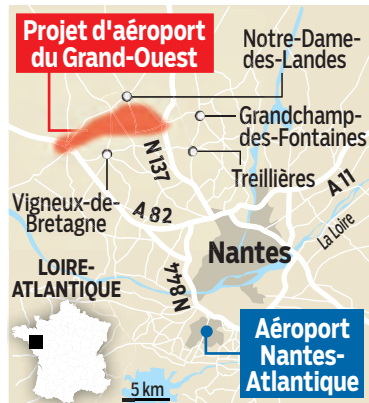 Projet d'aéroport
du Grand-Ouest
Notre-Dame-
des-Landes
Grandchamp-
des-Fontaines
N 137
Treillières
A 11
Vigneux-de-
Bretagne
A 82
La Loire
Nantes
LOIRE-
ATLANTIQUE
N 844
Aéroport
Nantes-
Atlantique
5 km